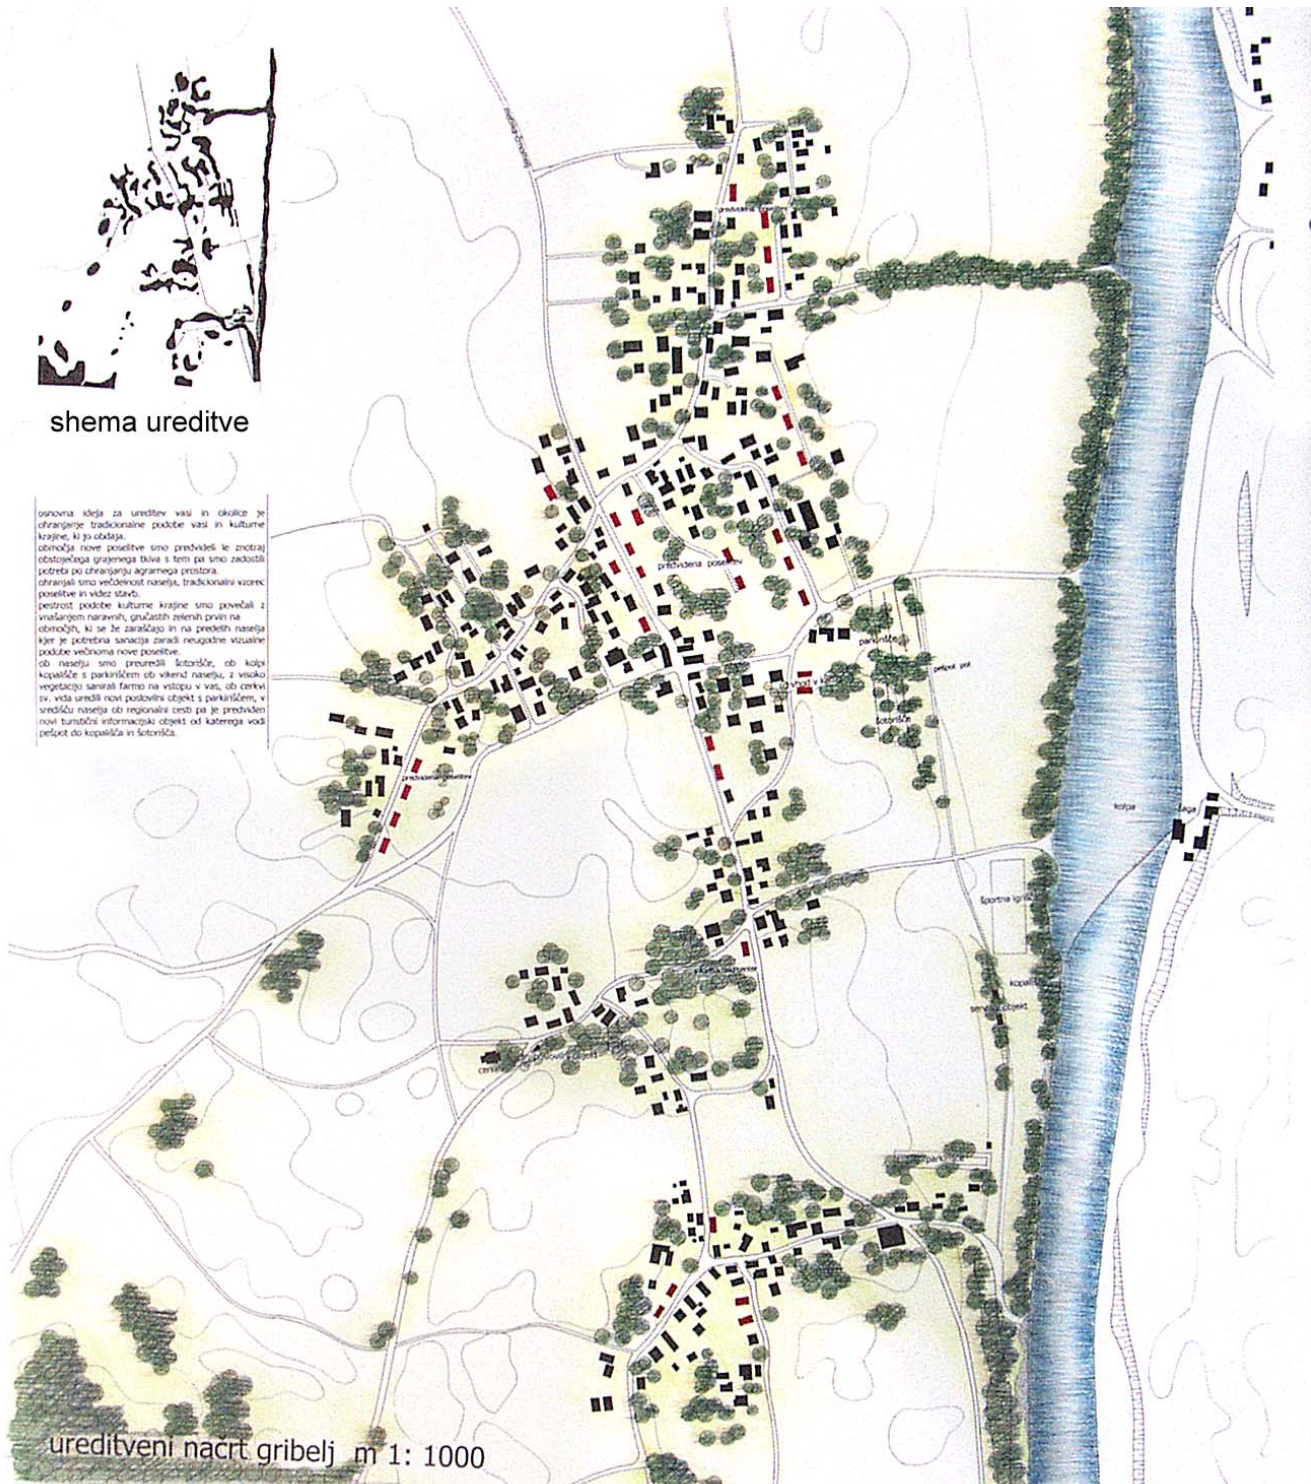 shema ureditve
osnovna ideja za ureditev vasi in okolice je
ohranjanje tradicionalne podobe vasi in kulturne
krajine, ki jo obdaja.
območja nove poselitve smo predvideli le znotraj
obstoječega grajenega tkiva s tem pa smo zadostili
potrebi po ohranjanju agrarnega prostora.
ohranjali smo večdelnost naselja, tradicionalni vzorec
poselitve in videz stavb.
pestrost podobe kulturne krajine smo povečali z
vnašanjem naravnih, gručastih zelenih prvin na
območjih, ki se že zaraščajo in na predelih naselja
kjer je potrebna sanacija zaradi neugodne vizualne
podobe večinoma nove poselitve.
ob naselju smo preuredili šotorišče, ob kolpi
kopališče s parkiriščem ob vikend naselju, z visoko
vegetacijo sanirali farmo na vstopu v vas, ob cerkvi
sv. vida uredili novi poslovilni objekt s parkiriščem, v
središču naselja ob regionalni cesti pa je predviden
novi turistični informacijski objekt od katerega vodi
pešpot do kopališča in šotorišča.
predvidena poselitev
parkirišče
pešpot pot
šotorišče
predvidena poselitev
kolpa
žaga
športna igrišča
ureditveni načrt gribelj m 1: 1000